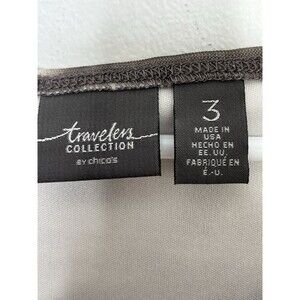 travelers
COLLECTION
BY chico's
3
MADE IN
USA
HECHO EN
EE. UU.
FABRIQUÉ EN
É.-U.